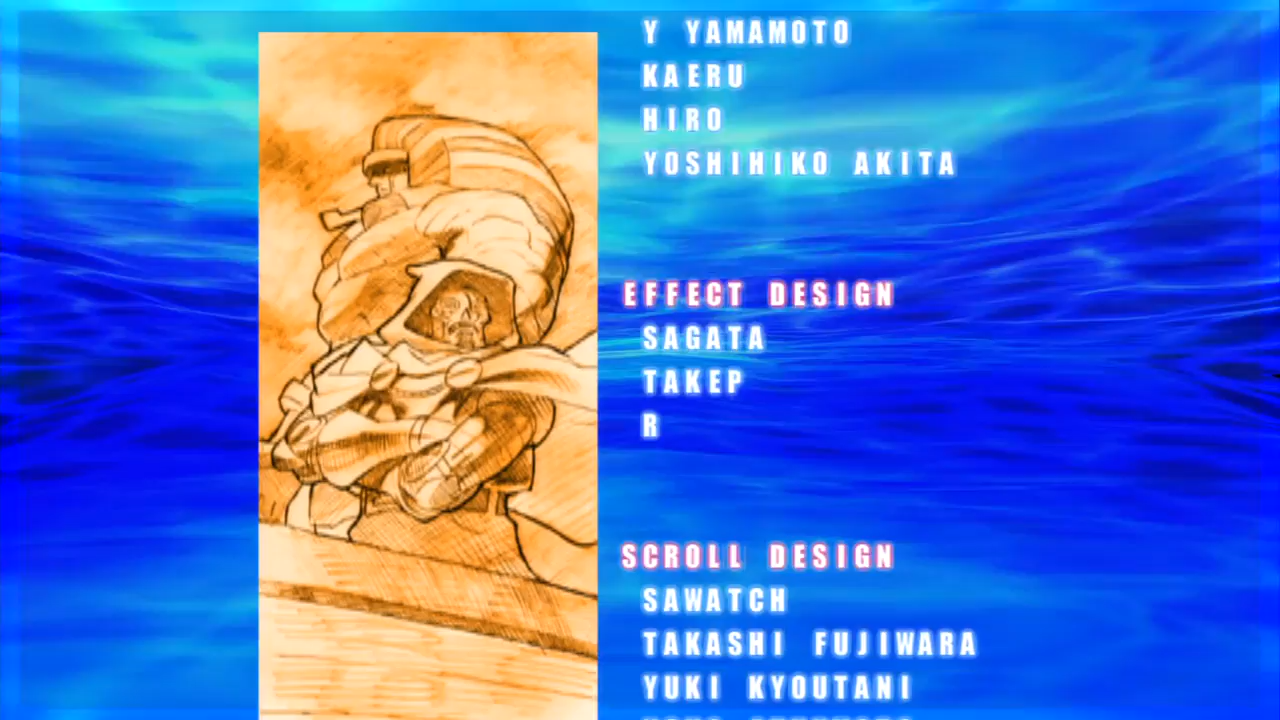 Y YAMAMOTO
KAERU
HIRO
YOSHIHIKO AKITA
EFFECT DESIGN
SAGATA
TAKEP
R
SCROLL DESIGN
SAWATCH
TAKASHI FUJIWARA
YUKI KYOUTANI